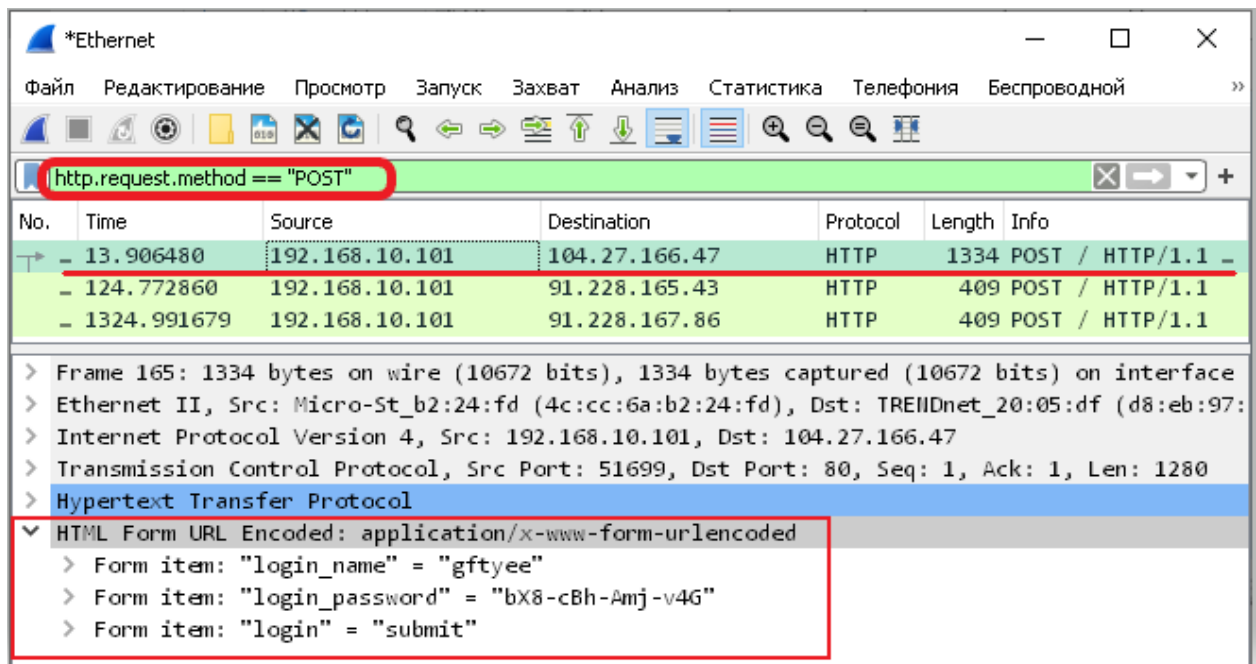 *Ethernet
Файл Редактирование Просмотр Запуск Захват Анализ Статистика Телефония Беспроводной »
http.request.method == "POST"
No. Time Source Destination Protocol Length Info
13.906480 192.168.10.101 104.27.166.47 HTTP 1334 POST / HTTP/1.1
124.772860 192.168.10.101 91.228.165.43 HTTP 409 POST / HTTP/1.1
1324.991679 192.168.10.101 91.228.167.86 HTTP 409 POST / HTTP/1.1
Frame 165: 1334 bytes on wire (10672 bits), 1334 bytes captured (10672 bits) on interface
Ethernet II, Src: Micro-St_b2:24:fd (4c:cc:6a:b2:24:fd), Dst: TRENDnet_20:05:df (d8:eb:97:
Internet Protocol Version 4, Src: 192.168.10.101, Dst: 104.27.166.47
Transmission Control Protocol, Src Port: 51699, Dst Port: 80, Seq: 1, Ack: 1, Len: 1280
Hypertext Transfer Protocol
HTML Form URL Encoded: application/x-www-form-urlencoded
Form item: "login_name" = "gftyee"
Form item: "login_password" = "bX8-cBh-Amj-v4G"
Form item: "login" = "submit"